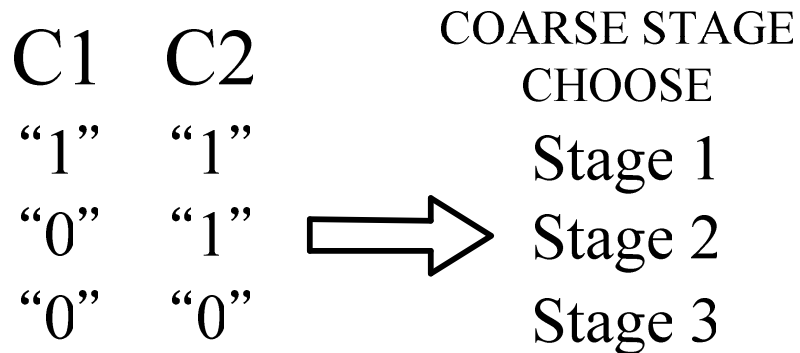 C1 C2 COARSE STAGE CHOOSE
“1” “1” Stage 1
“0” “1” Stage 2
“0” “0” Stage 3